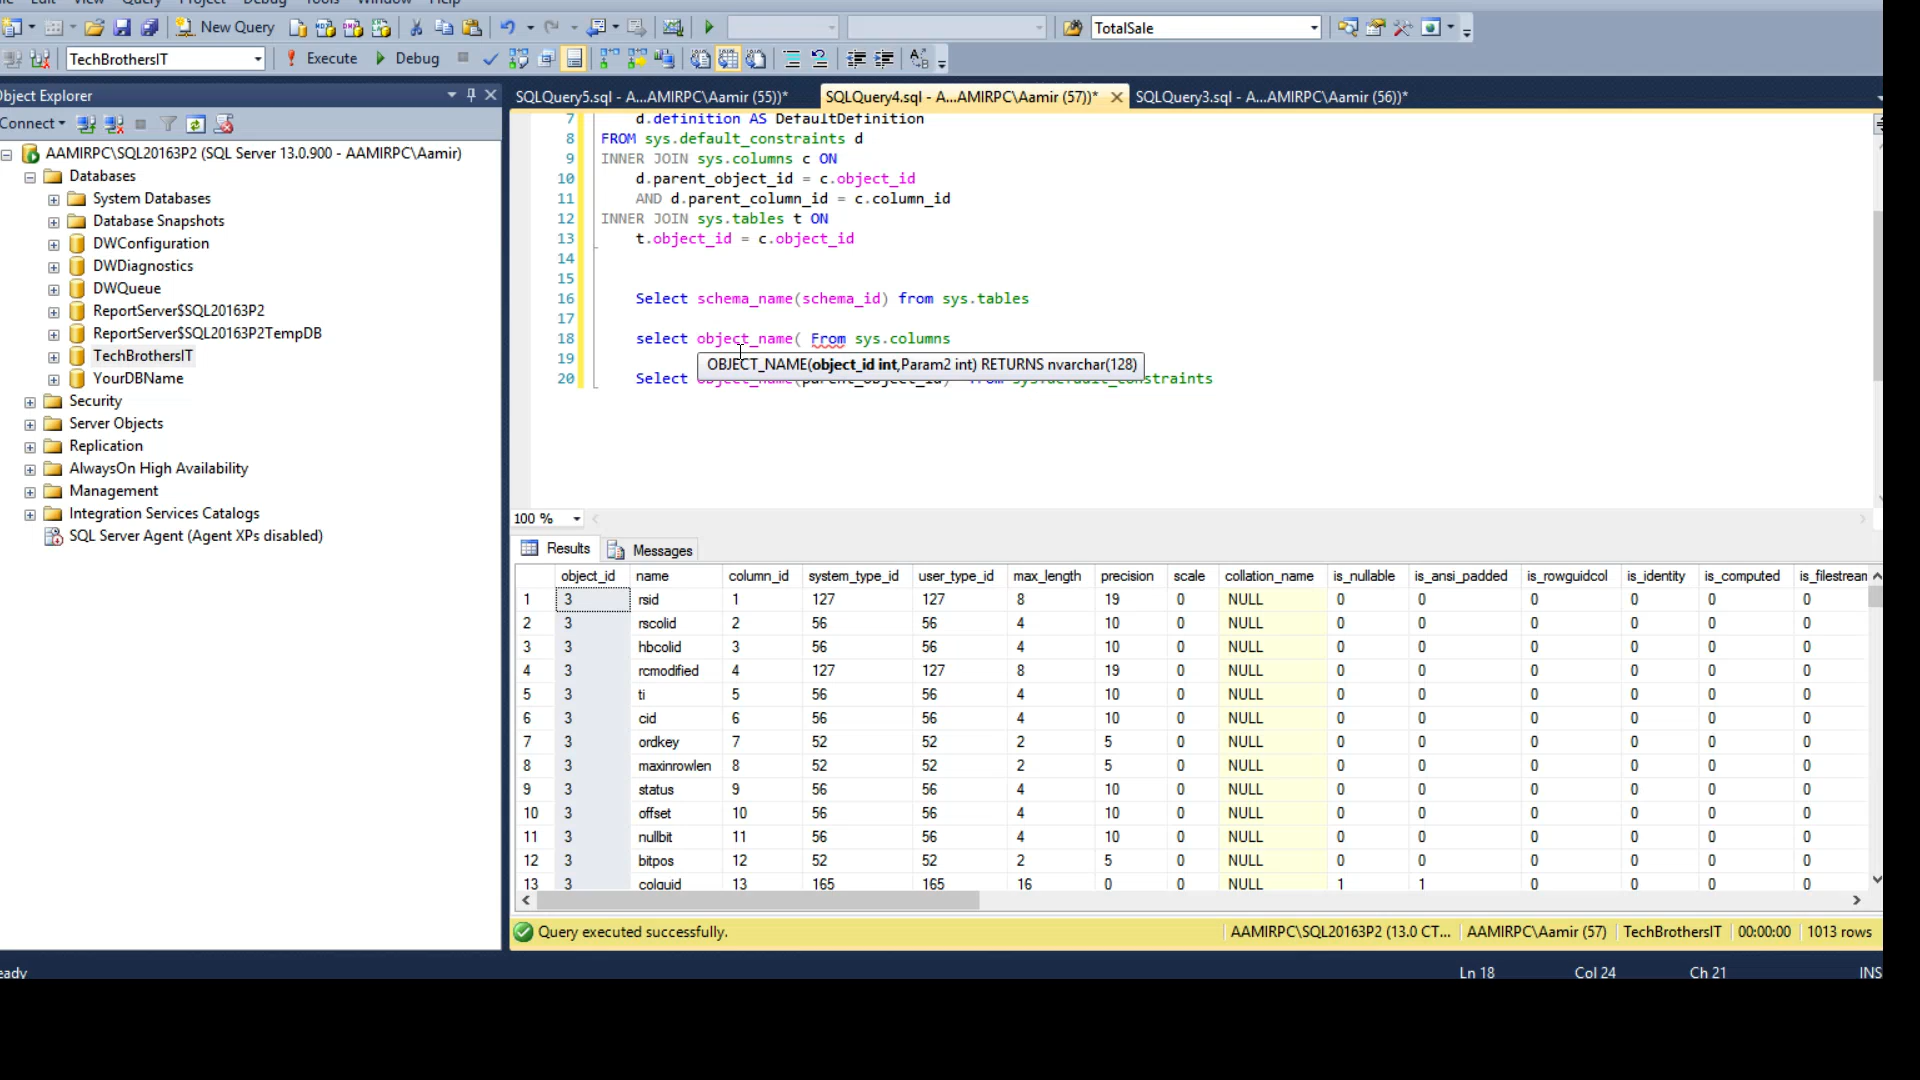 Edit View Query Project Debug Tools Window Help
New Query
TotalSale
TechBrothersIT
Execute
Debug
Object Explorer
SQLQuery5.sql - A...AMIRPC\Aamir (55))*
SQLQuery4.sql - A...AMIRPC\Aamir (57))*
SQLQuery3.sql - A...AMIRPC\Aamir (56))*
Connect
AAMIRPC\SQL20163P2 (SQL Server 13.0.900 - AAMIRPC\Aamir)
Databases
System Databases
Database Snapshots
DWConfiguration
DWDiagnostics
DWQueue
ReportServer$SQL20163P2
ReportServer$SQL20163P2TempDB
TechBrothersIT
YourDBName
Security
Server Objects
Replication
AlwaysOn High Availability
Management
Integration Services Catalogs
SQL Server Agent (Agent XPs disabled)
7 d.definition AS DefaultDefinition
8 FROM sys.default_constraints d
9 INNER JOIN sys.columns c ON
10 d.parent_object_id = c.object_id
11 AND d.parent_column_id = c.column_id
12 INNER JOIN sys.tables t ON
13 t.object_id = c.object_id
14
15
16 Select schema_name(schema_id) from sys.tables
17
18 select object_name( From sys.columns
19
OBJECT_NAME(object_id int,Param2 int) RETURNS nvarchar(128)
20 Select object_name(parent_object_id) from sys.default_constraints
100 %
Results Messages
object_id name column_id system_type_id user_type_id max_length precision scale collation_name is_nullable is_ansi_padded is_rowguidcol is_identity is_computed is_filestream
1 3 rsid 1 127 127 8 19 0 NULL 0 0 0 0 0 0
2 3 rscolid 2 56 56 4 10 0 NULL 0 0 0 0 0 0
3 3 hbcolid 3 56 56 4 10 0 NULL 0 0 0 0 0 0
4 3 rcmodified 4 127 127 8 19 0 NULL 0 0 0 0 0 0
5 3 ti 5 56 56 4 10 0 NULL 0 0 0 0 0 0
6 3 cid 6 56 56 4 10 0 NULL 0 0 0 0 0 0
7 3 ordkey 7 52 52 2 5 0 NULL 0 0 0 0 0 0
8 3 maxinrowlen 8 52 52 2 5 0 NULL 0 0 0 0 0 0
9 3 status 9 56 56 4 10 0 NULL 0 0 0 0 0 0
10 3 offset 10 56 56 4 10 0 NULL 0 0 0 0 0 0
11 3 nullbit 11 56 56 4 10 0 NULL 0 0 0 0 0 0
12 3 bitpos 12 52 52 2 5 0 NULL 0 0 0 0 0 0
13 3 colguid 13 165 165 16 0 0 NULL 1 1 0 0 0 0
Query executed successfully.
AAMIRPC\SQL20163P2 (13.0 CT... AAMIRPC\Aamir (57) TechBrothersIT 00:00:00 1013 rows
eady
Ln 18 Col 24 Ch 21 INS